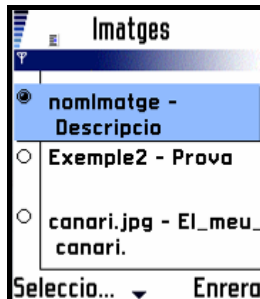 Imatges
nomImatge -
Descripcio
Exemple2 - Prova
canari.jpg - El_meu_
canari.
Seleccio... Enrera